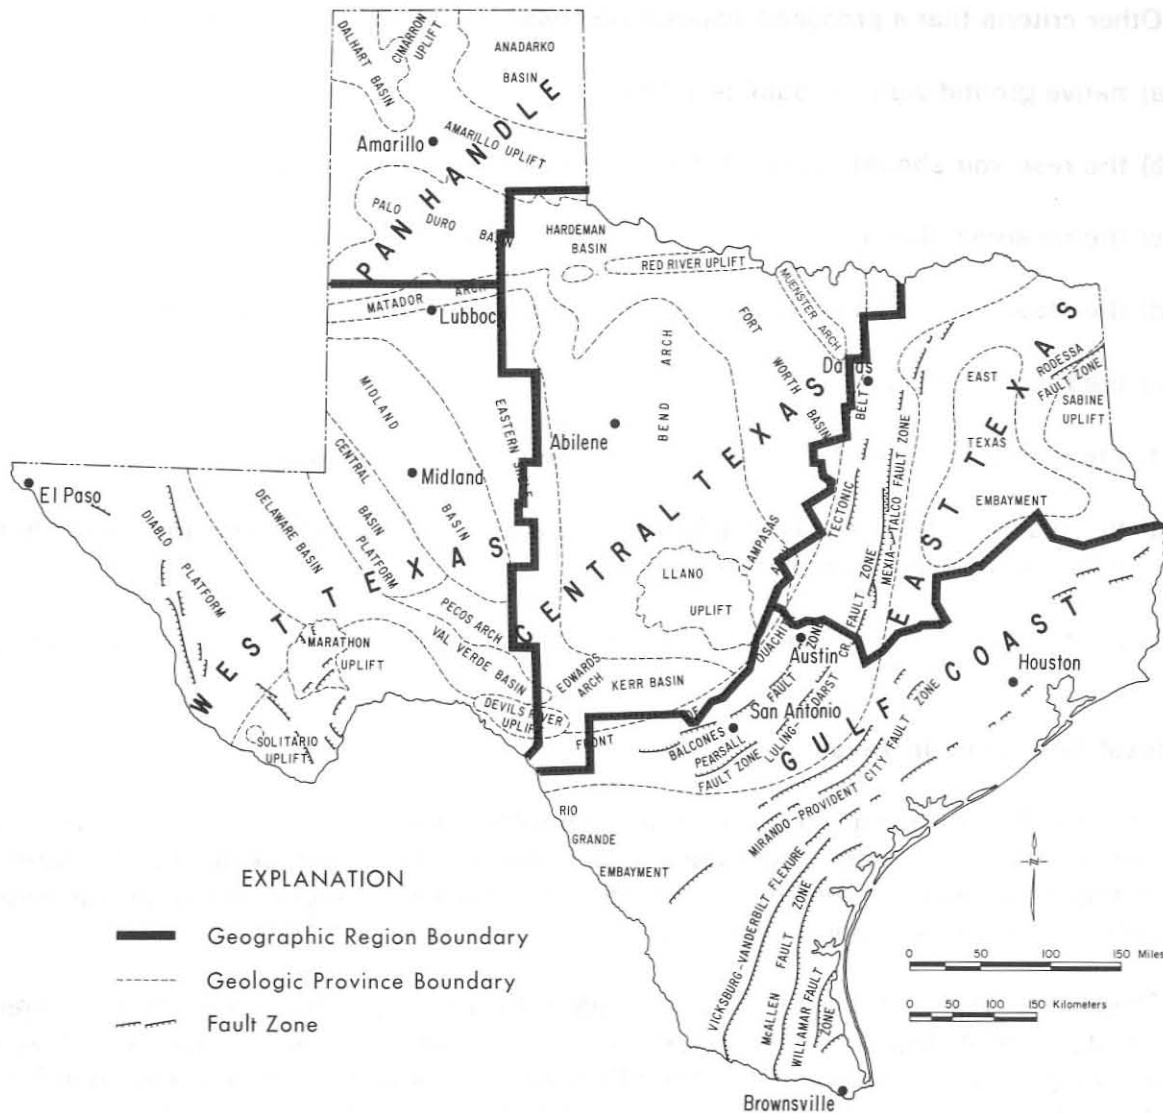 Other criteria that a proposed
DALHART BASIN
CIMARRON UPLIFT
ANADARKO BASIN
Amarillo
AMARILLO UPLIFT
PANHANDLE
PALO DURO BASIN
HARDEMAN BASIN
RED RIVER UPLIFT
MATADOR ARCH
Lubboc
MUENSTER ARCH
FORT WORTH BASIN
BEND ARCH
Dallas
EAST TEXAS EMBAYMENT
RODESSA FAULT ZONE
SABINE UPLIFT
EAST TEXAS
MIDLAND BASIN
EASTERN SHELF
Abilene
Midland
CENTRAL BASIN PLATFORM
El Paso
DIABLO PLATFORM
DELAWARE BASIN
WEST TEXAS
CENTRAL TEXAS
TECTONIC BELT
MEXIA-TALCO FAULT ZONE
LAMPASAS ARCH
LLANO UPLIFT
PECOS ARCH
VAL VERDE BASIN
MARATHON UPLIFT
DEVILS RIVER UPLIFT
EDWARDS ARCH
KERR BASIN
OUACHITA
FRONT
Austin
Houston
San Antonio
BALCONES FAULT ZONE
PEARSALL FAULT ZONE
LULING-DARST CR. FAULT ZONE
GULF COAST
SOLITARIO UPLIFT
MIRANDO-PROVIDENT CITY FAULT ZONE
RIO
GRANDE
EMBAYMENT
VICKSBURG-VANDERBILT FLEXURE
McALLEN FAULT ZONE
WILLAMAR FAULT ZONE
Brownsville
EXPLANATION
Geographic Region Boundary
Geologic Province Boundary
Fault Zone
N
0 50 100 150 Miles
0 50 100 150 Kilometers